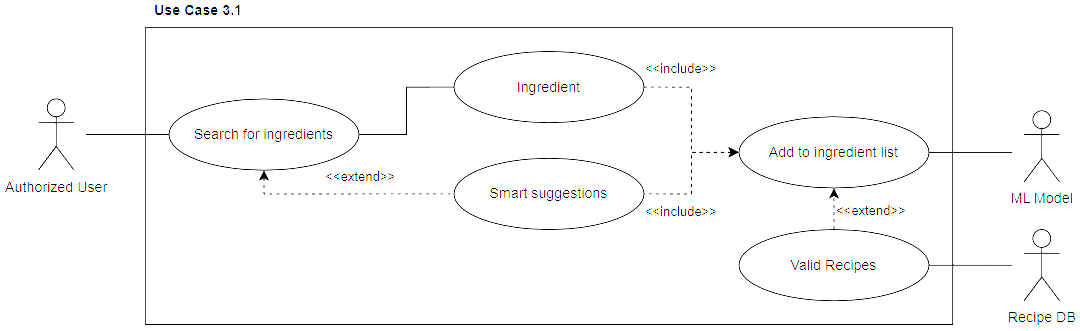 Use Case 3.1
Ingredient
<<include>>
Search for ingredients
Authorized User
<<extend>>
Smart suggestions
<<include>>
Add to ingredient list
ML Model
<<extend>>
Valid Recipes
Recipe DB